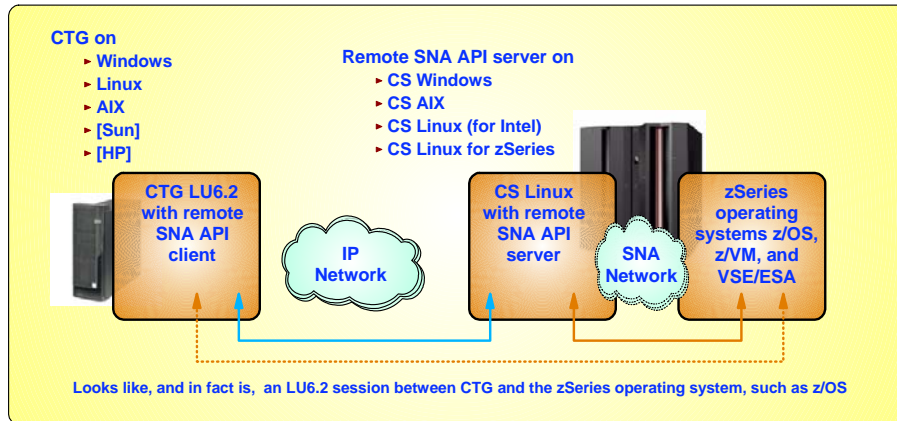 CTG on
► Windows
► Linux
► AIX
► [Sun]
► [HP]
Remote SNA API server on
► CS Windows
► CS AIX
► CS Linux (for Intel)
► CS Linux for zSeries
CTG LU6.2
with remote
SNA API
client
IP
Network
CS Linux
with remote
SNA API
server
SNA
Network
zSeries
operating
systems z/OS,
z/VM, and
VSE/ESA
Looks like, and in fact is, an LU6.2 session between CTG and the zSeries operating system, such as z/OS